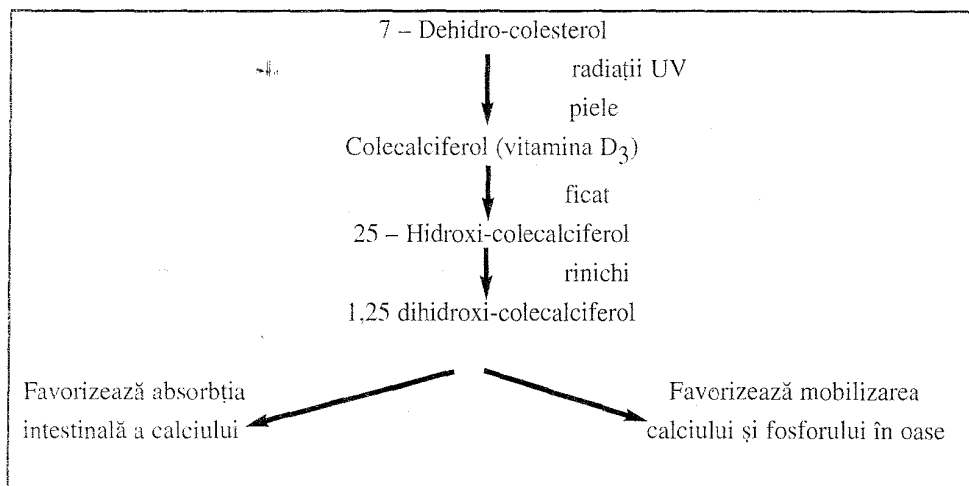 7 – Dehidro-colesterol
radiații UV
piele
Colecalciferol (vitamina D3)
ficat
25 – Hidroxi-colecalciferol
rinichi
1,25 dihidroxi-colecalciferol
Favorizează absorbția
intestinală a calciului
Favorizează mobilizarea
calciului și fosforului în oase